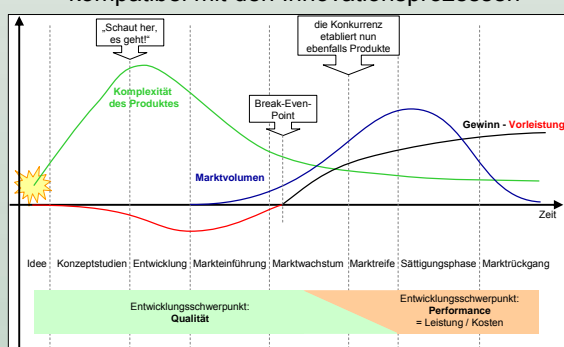 kompatibel mit den Innovationsprozessen
„Schaut her,
es geht!“
die Konkurrenz
etabliert nun
ebenfalls Produkte
Komplexität
des Produktes
Break-Even-
Point
Gewinn - Vorleistung
Marktvolumen
Zeit
Idee Konzeptstudien Entwicklung Markteinführung Marktwachstum Marktreife Sättigungsphase Marktrückgang
Entwicklungsschwerpunkt:
Qualität
Entwicklungsschwerpunkt:
Performance
= Leistung / Kosten